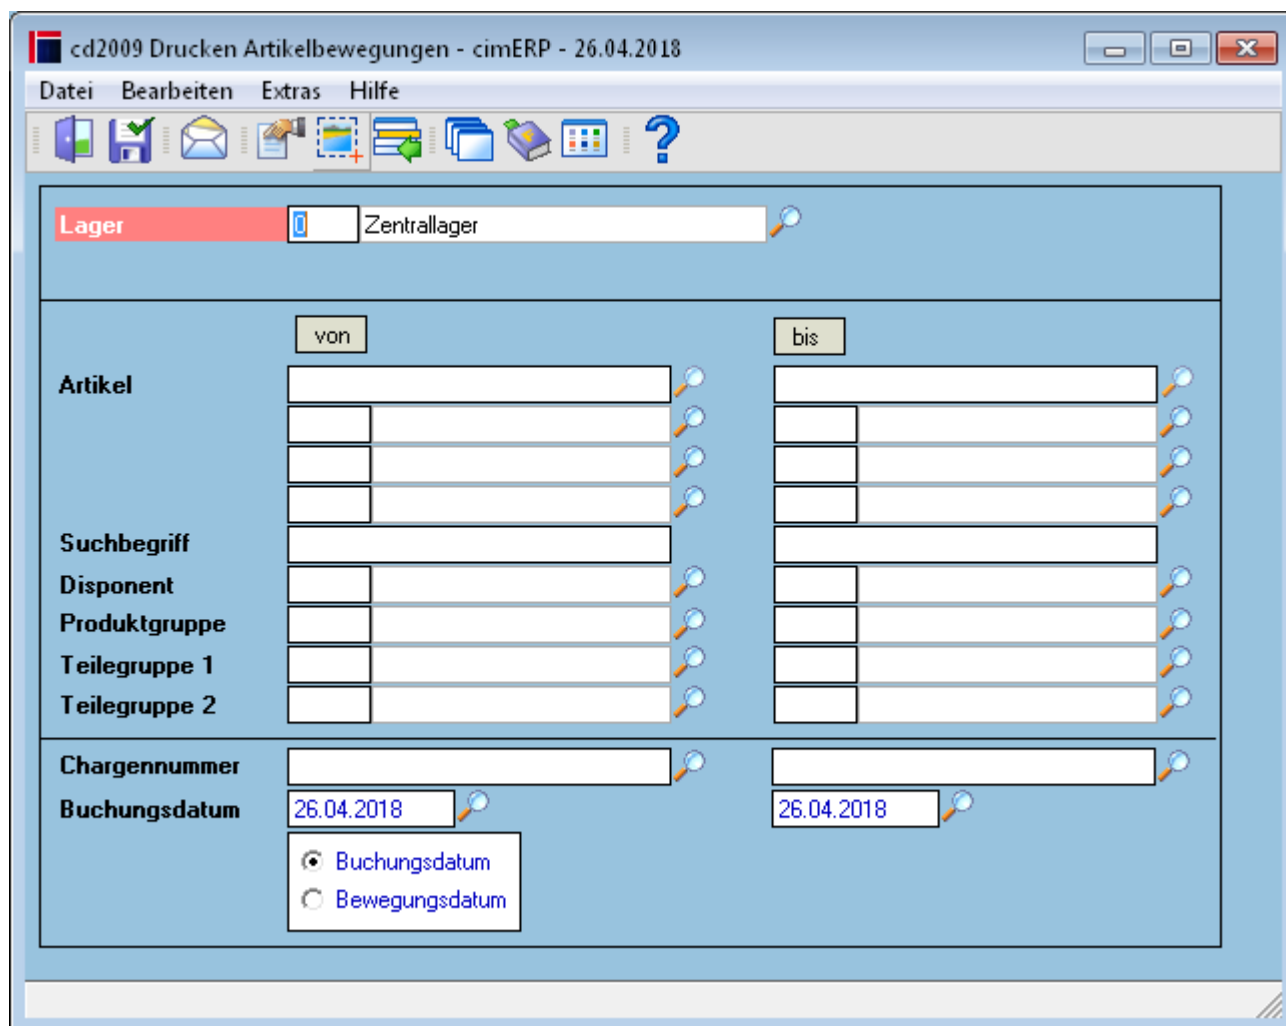 cd2009 Drucken Artikelbewegungen - cimERP - 26.04.2018
Datei Bearbeiten Extras Hilfe
Lager 0 Zentrallager
von bis
Artikel
Suchbegriff
Disponent
Produktgruppe
Teilegruppe 1
Teilegruppe 2
Chargennummer
Buchungsdatum 26.04.2018 26.04.2018
Buchungsdatum
Bewegungsdatum